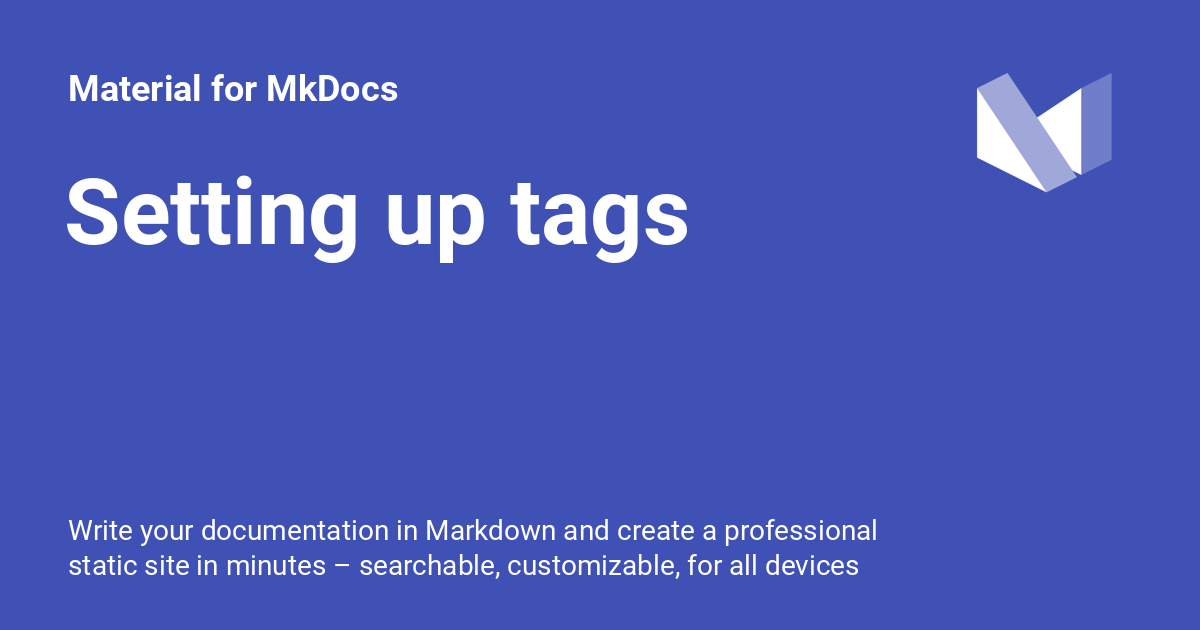 Material for MkDocs
Setting up tags
Write your documentation in Markdown and create a professional
static site in minutes – searchable, customizable, for all devices